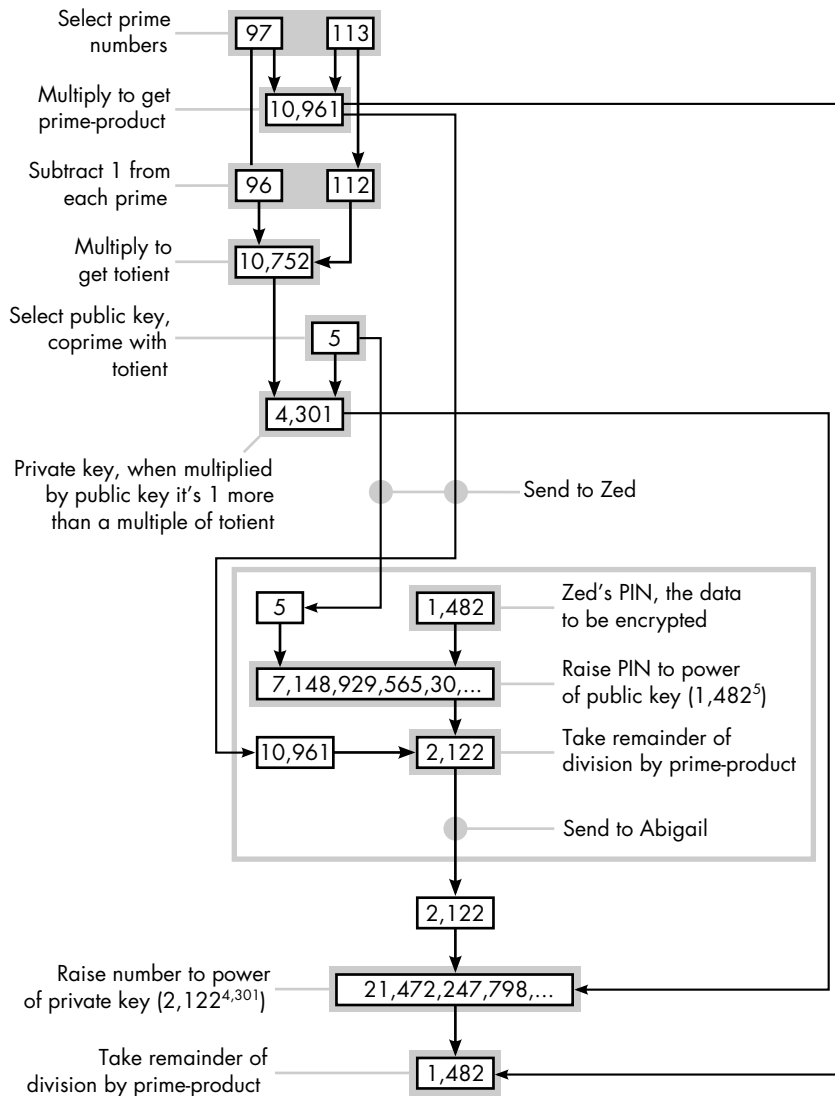 Select prime
numbers
97
113
Multiply to get
prime-product
10,961
Subtract 1 from
each prime
96
112
Multiply to
get totient
10,752
Select public key,
coprime with
totient
5
4,301
Private key, when multiplied
by public key it's 1 more
than a multiple of totient
Send to Zed
5
1,482
Zed's PIN, the data
to be encrypted
7,148,929,565,30,...
Raise PIN to power
of public key (1,482⁵)
10,961
2,122
Take remainder of
division by prime-product
Send to Abigail
2,122
Raise number to power
of private key (2,122⁴,³⁰¹)
21,472,247,798,...
Take remainder of
division by prime-product
1,482